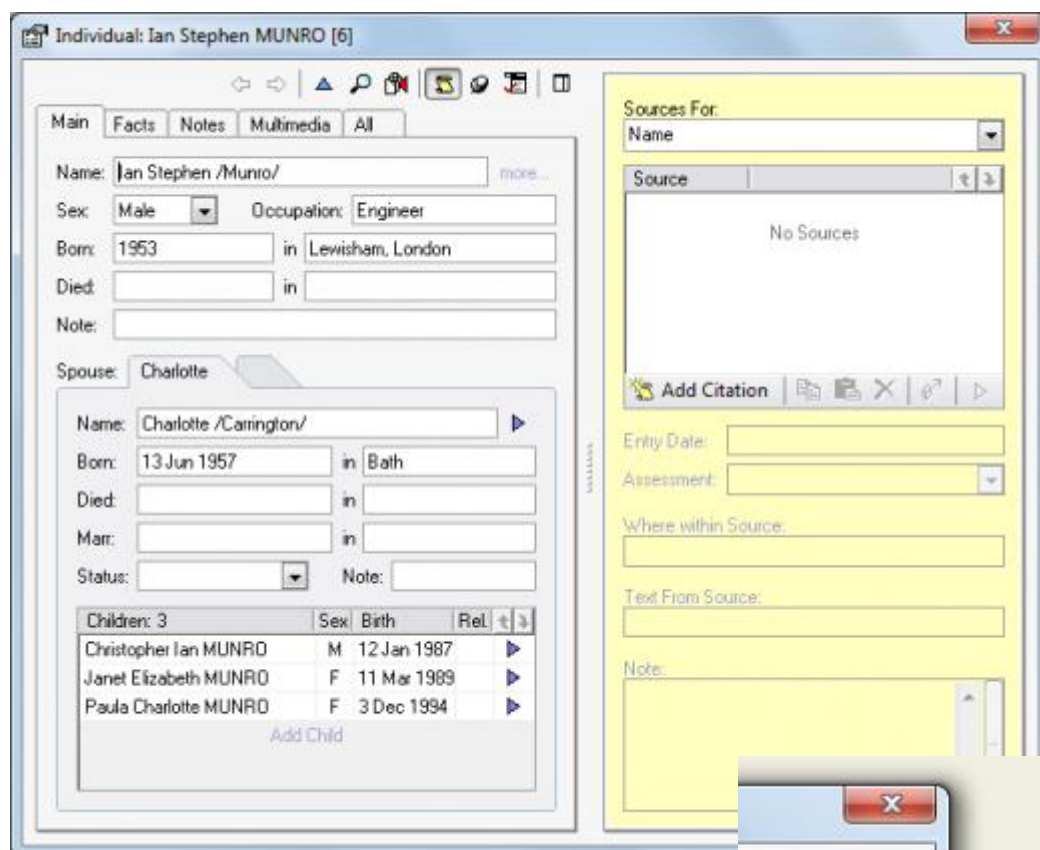 Individual: Ian Stephen MUNRO [6]
Main Facts Notes Multimedia All
Name: Ian Stephen /Munro/ more...
Sex: Male Occupation: Engineer
Born: 1953 in Lewisham, London
Died: in
Note:
Spouse: Charlotte
Name: Charlotte /Carrington/
Born: 13 Jun 1957 in Bath
Died: in
Marr: in
Status: Note:
Children: 3 Sex Birth Rel.
Christopher Ian MUNRO M 12 Jan 1987
Janet Elizabeth MUNRO F 11 Mar 1989
Paula Charlotte MUNRO F 3 Dec 1994
Add Child
Sources For:
Name
Source
No Sources
Add Citation
Entry Date:
Assessment:
Where within Source:
Text From Source:
Note: